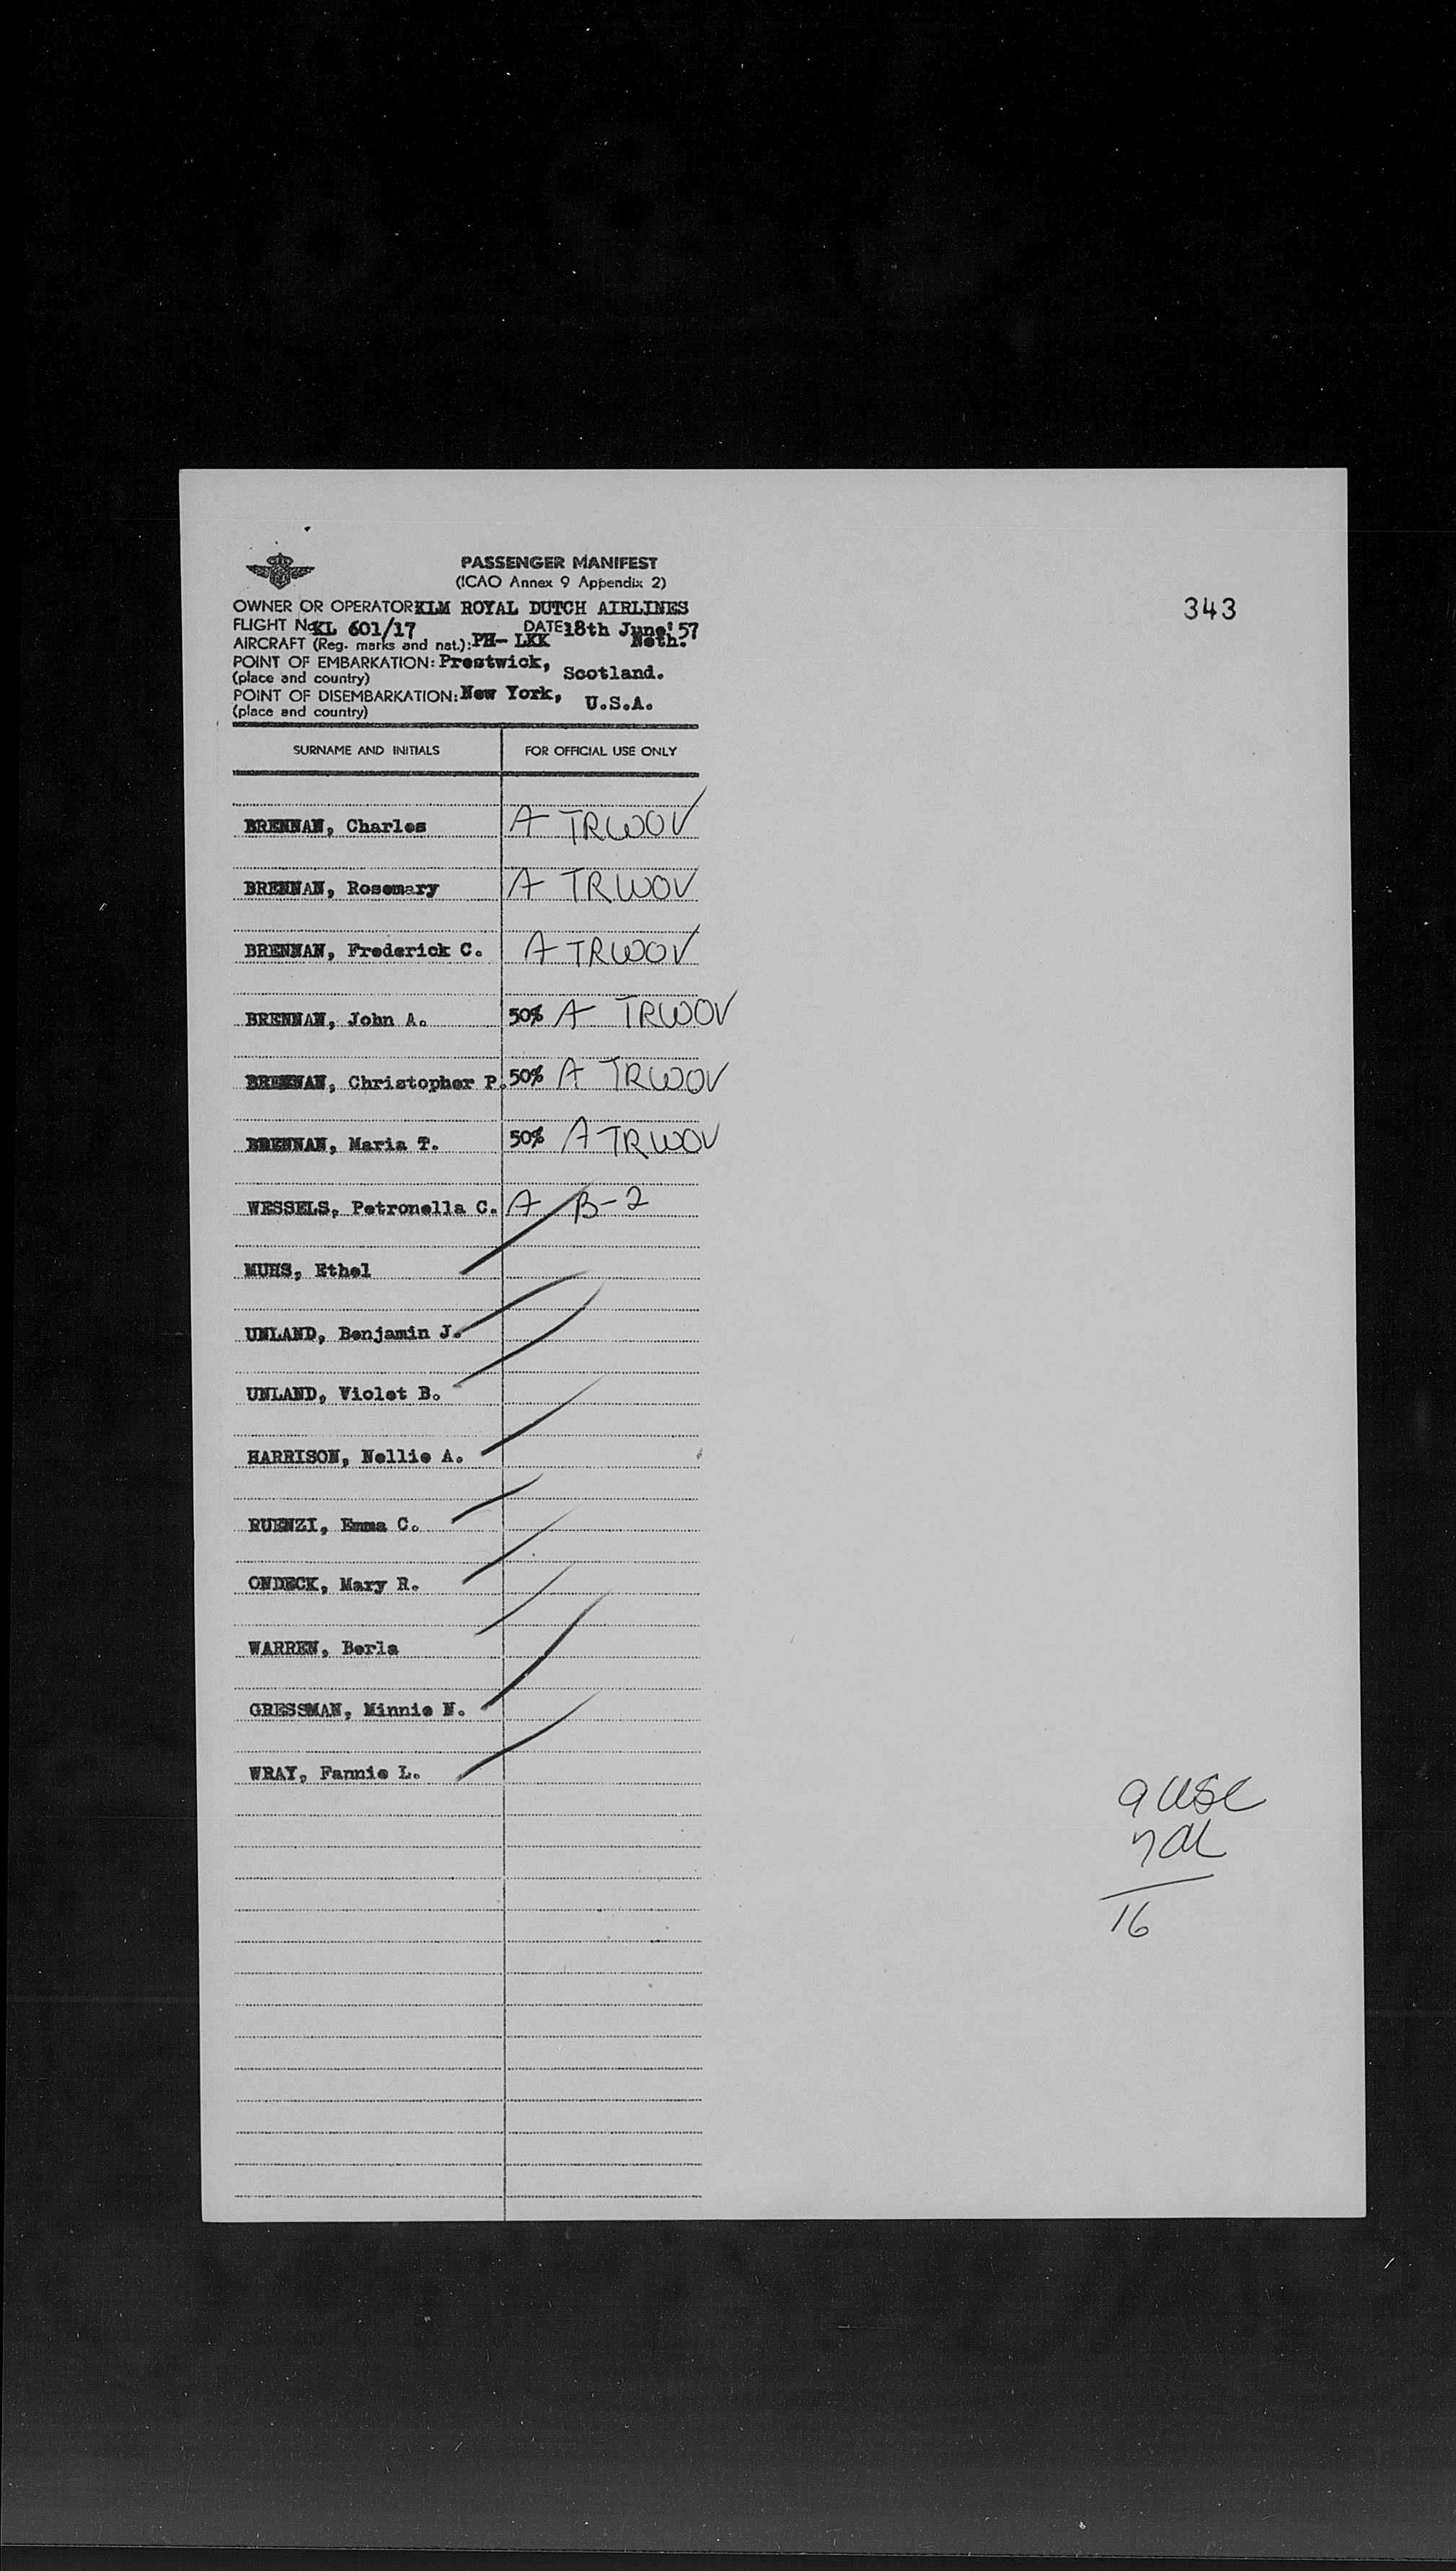 PASSENGER MANIFEST
(ICAO Annex 9 Appendix 2)
343
OWNER OR OPERATOR KLM ROYAL DUTCH AIRLINES
FLIGHT No KL 601/17 DATE: 18th June '57
AIRCRAFT (Reg. marks and nat.): PH- LKK Neth.
POINT OF EMBARKATION: Prestwick, Scotland.
(place and country)
POINT OF DISEMBARKATION: New York, U.S.A.
(place and country)
SURNAME AND INITIALS FOR OFFICIAL USE ONLY
BRENNAN, Charles A TRWOV
BRENNAN, Rosemary A TRWOV
BRENNAN, Frederick C. A TRWOV
BRENNAN, John A. 50% A TRWOV
BRENNAN, Christopher P. 50% A TRWOV
BRENNAN, Maria T. 50% A TRWOV
WESSELS, Petronella C. A B-2
MUHS, Ethel
UNLAND, Benjamin J.
UNLAND, Violet B.
HARRISON, Nellie A.
RUENZI, Emma C.
ONDECK, Mary R.
WARREN, Berla
GRESSMAN, Minnie N.
WRAY, Fannie L.
9 USC
7 al
16